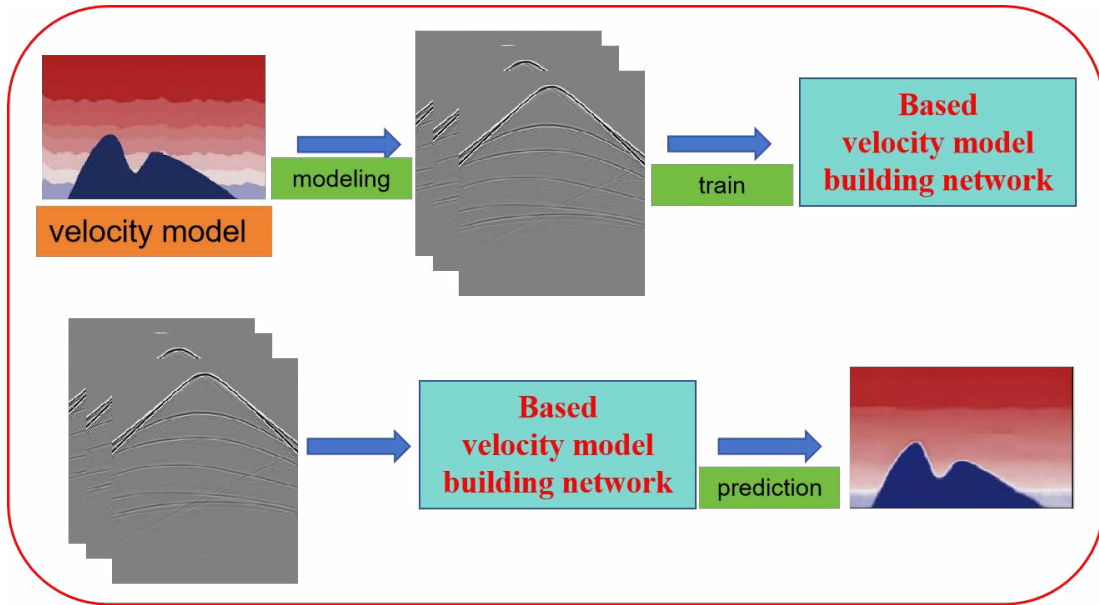 velocity model
modeling
train
Based
velocity model
building network
Based
velocity model
building network
prediction